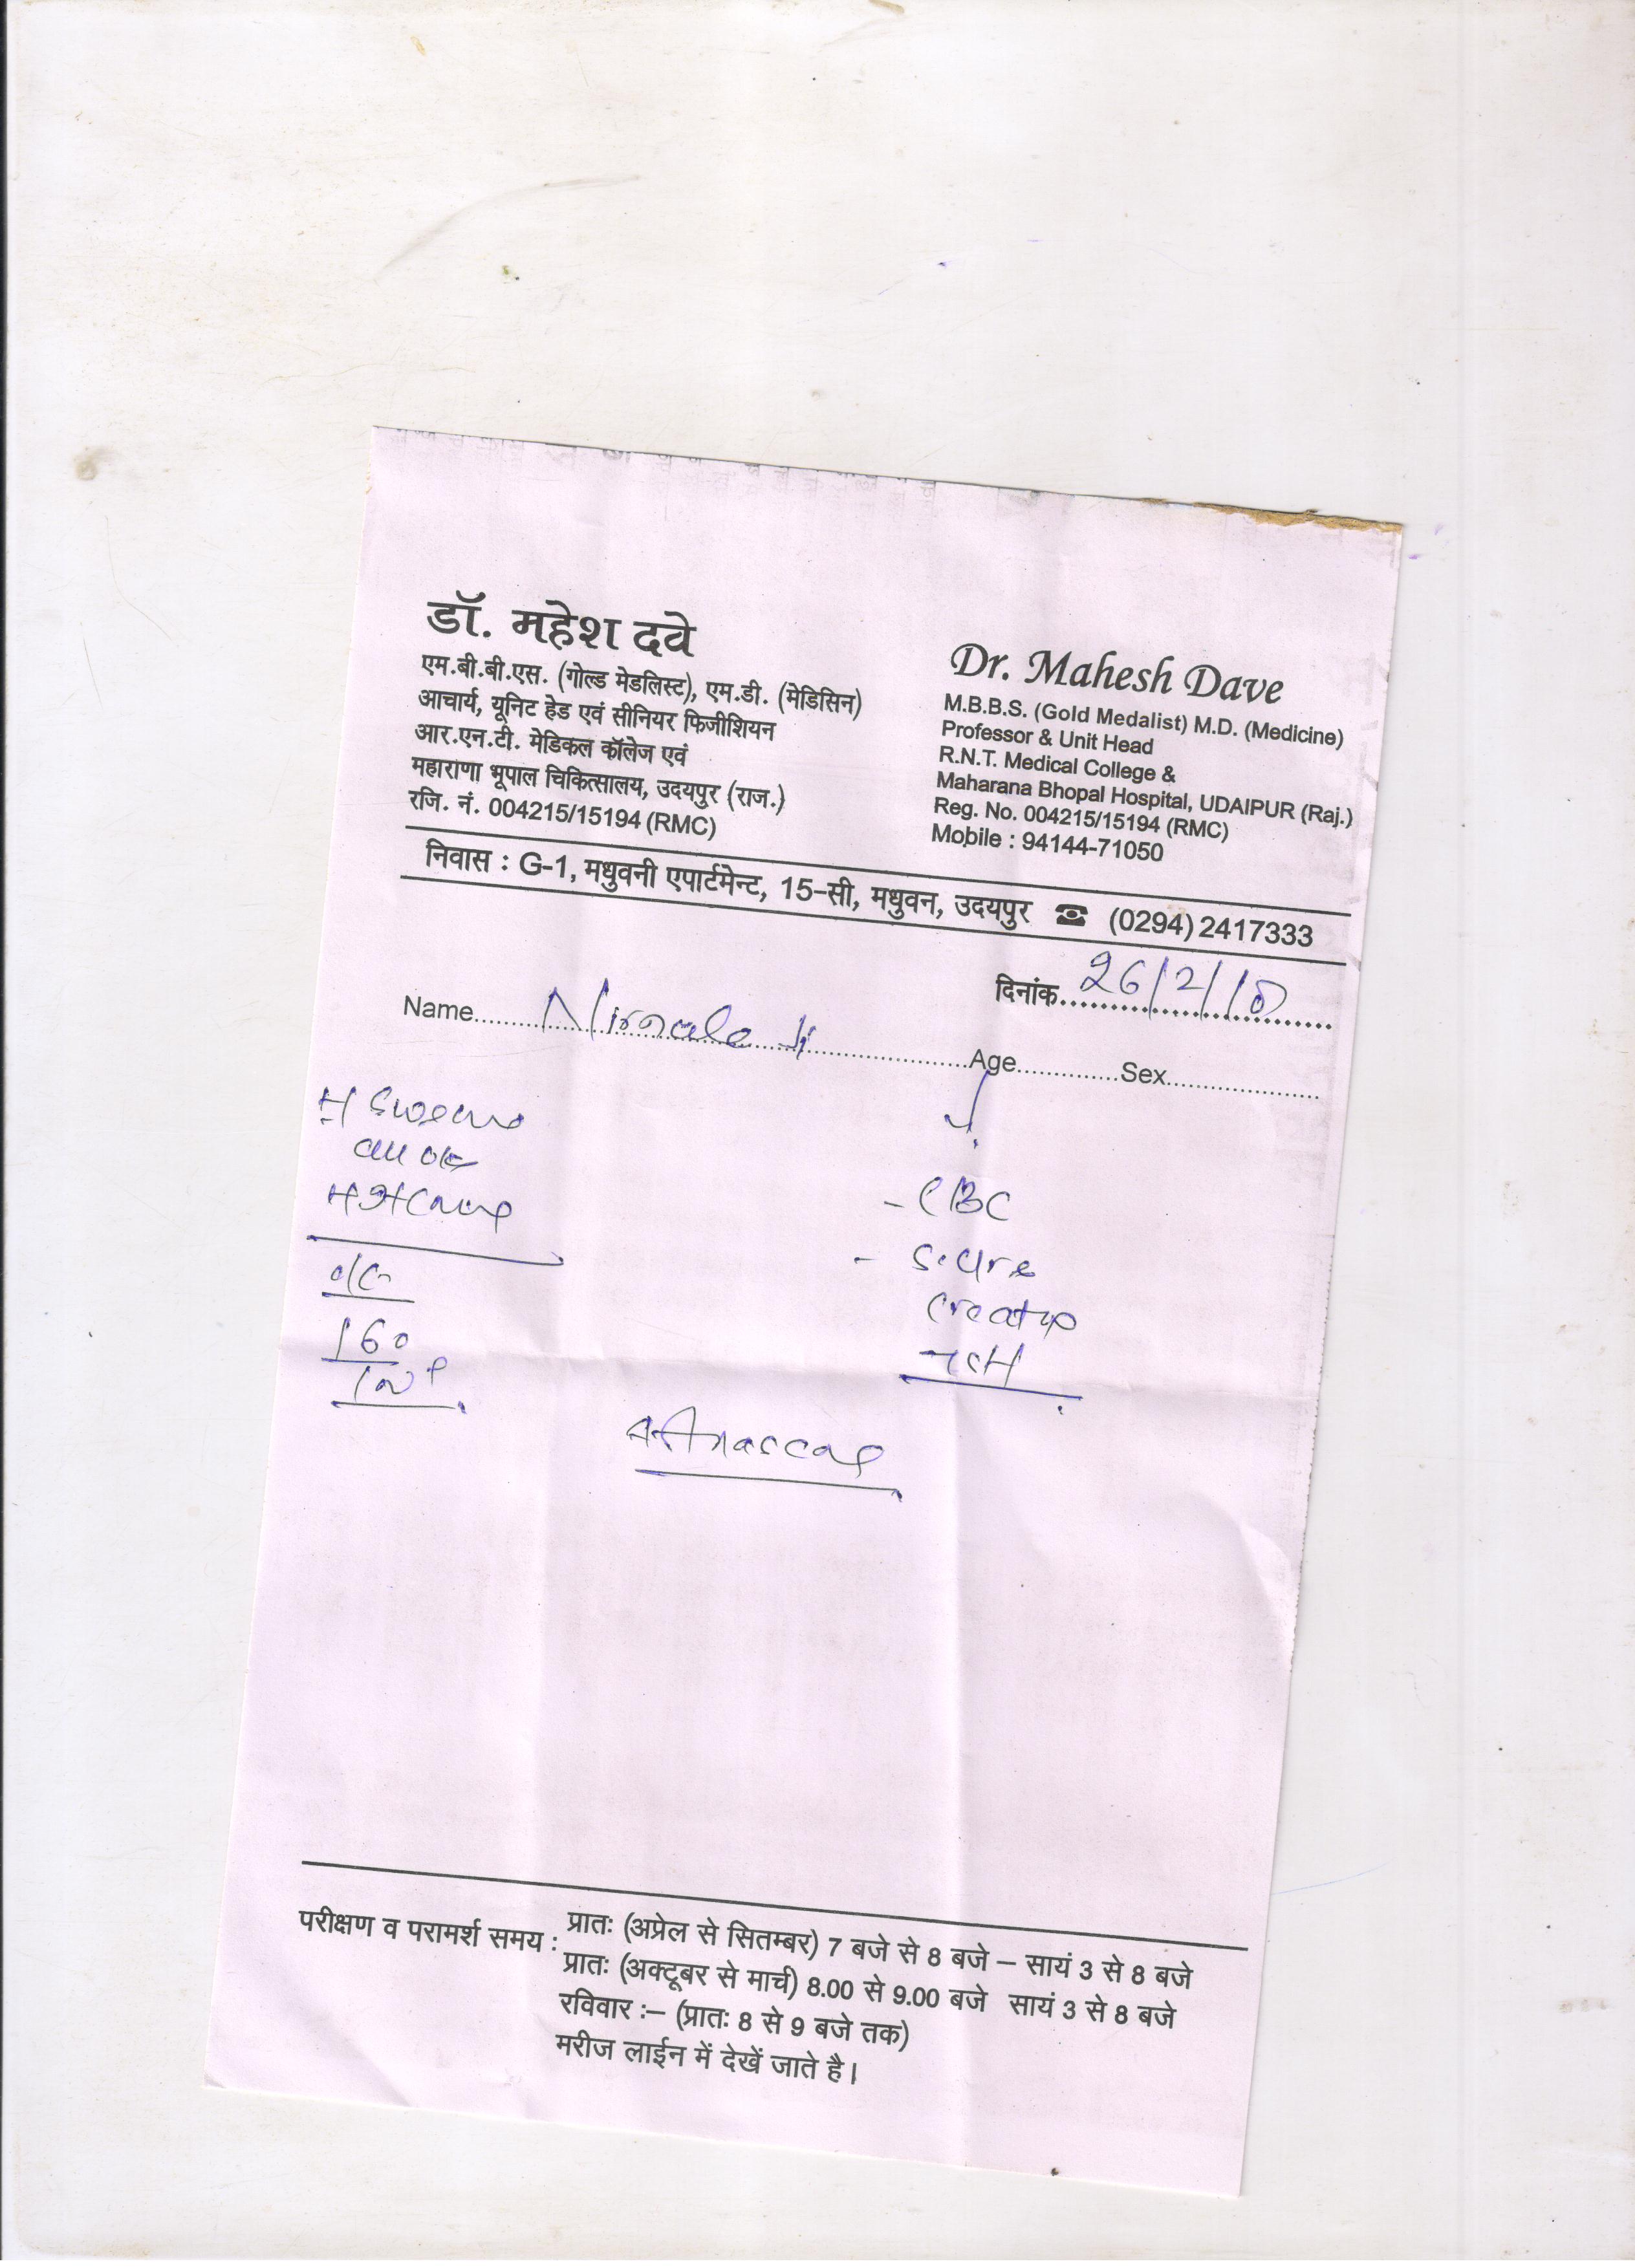 डॉ. महेश दवे
एम.बी.बी.एस. (गोल्ड मेडलिस्ट), एम.डी. (मेडिसिन)
आचार्य, यूनिट हेड एवं सीनियर फिजीशियन
आर.एन.टी. मेडिकल कॉलेज एवं
महाराणा भूपाल चिकित्सालय, उदयपुर (राज.)
रजि. नं. 004215/15194 (RMC)
Dr. Mahesh Dave
M.B.B.S. (Gold Medalist) M.D. (Medicine)
Professor & Unit Head
R.N.T. Medical College &
Maharana Bhopal Hospital, UDAIPUR (Raj.)
Reg. No. 004215/15194 (RMC)
Mobile : 94144-71050
निवास : G-1, मधुवनी एपार्टमेन्ट, 15-सी, मधुवन, उदयपुर ☎ (0294) 2417333
दिनांक 26/2/18
Name Age Sex
160
- CBC
- S. Ure
परीक्षण व परामर्श समय : प्रातः (अप्रेल से सितम्बर) 7 बजे से 8 बजे – सायं 3 से 8 बजे
प्रातः (अक्टूबर से मार्च) 8.00 से 9.00 बजे सायं 3 से 8 बजे
रविवार :– (प्रातः 8 से 9 बजे तक)
मरीज लाईन में देखें जाते है।